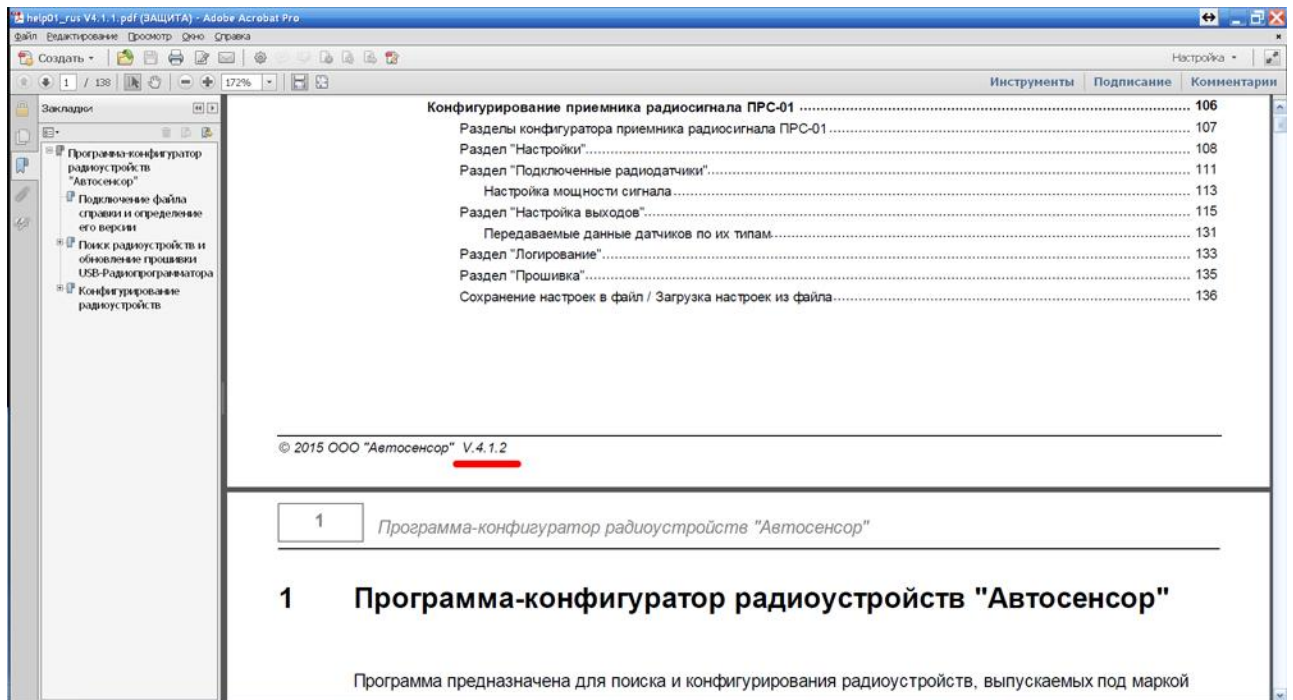 help01_rus V4.1.1.pdf (ЗАЩИТА) - Adobe Acrobat Pro
Файл Редактирование Просмотр Окно Справка
Создать Настройка
1 / 138 172% Инструменты Подписание Комментарии
Закладки
Программа-конфигуратор
радиоустройств
"Автосенсор"
Подключение файла
справки и определение
его версии
Поиск радиоустройств и
обновление прошивки
USB-Радиопрограмматора
Конфигурирование
радиоустройств
Конфигурирование приемника радиосигнала ПРС-01 106
Разделы конфигуратора приемника радиосигнала ПРС-01 107
Раздел "Настройки" 108
Раздел "Подключенные радиодатчики" 111
Настройка мощности сигнала 113
Раздел "Настройка выходов" 115
Передаваемые данные датчиков по их типам 131
Раздел "Логирование" 133
Раздел "Прошивка" 135
Сохранение настроек в файл / Загрузка настроек из файла 136
© 2015 ООО "Автосенсор" V.4.1.2
1 Программа-конфигуратор радиоустройств "Автосенсор"
1 Программа-конфигуратор радиоустройств "Автосенсор"
Программа предназначена для поиска и конфигурирования радиоустройств, выпускаемых под маркой